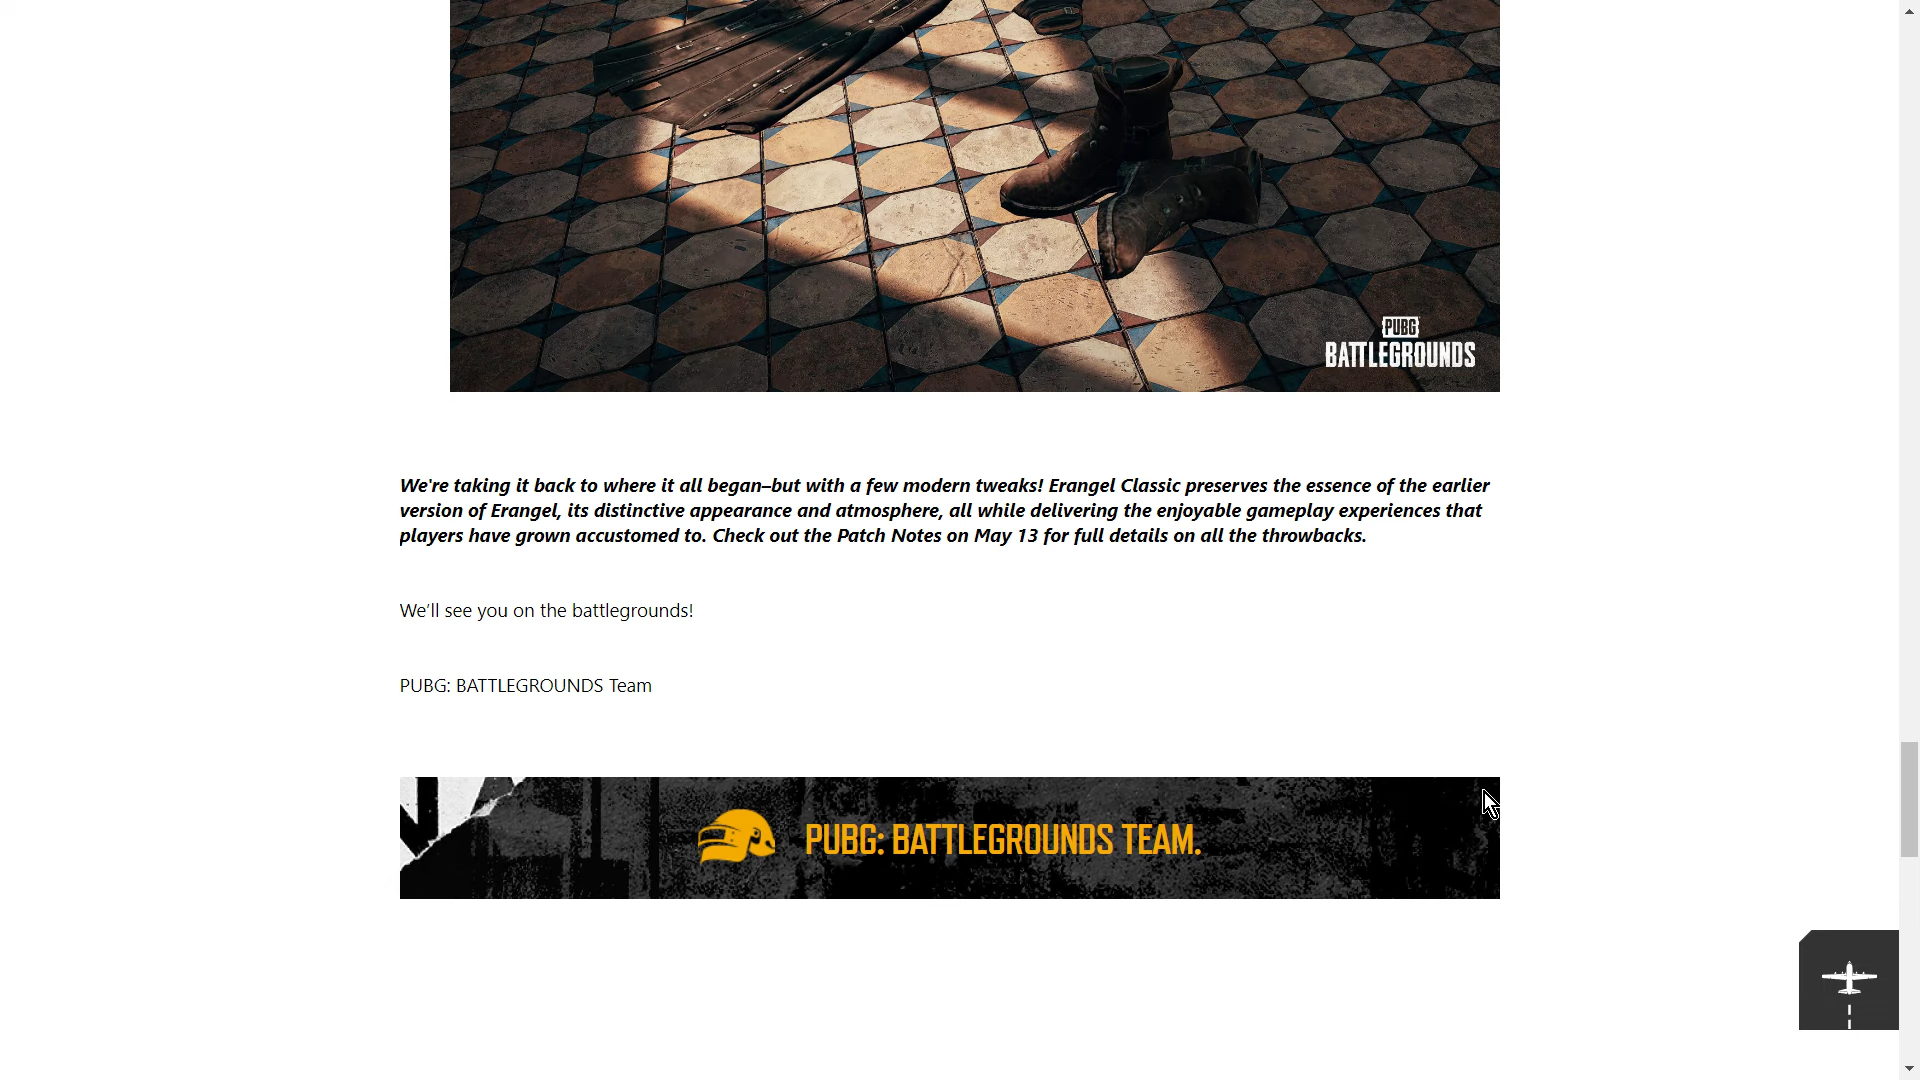 PUBG
BATTLEGROUNDS
We're taking it back to where it all began–but with a few modern tweaks! Erangel Classic preserves the essence of the earlier
version of Erangel, its distinctive appearance and atmosphere, all while delivering the enjoyable gameplay experiences that
players have grown accustomed to. Check out the Patch Notes on May 13 for full details on all the throwbacks.
We’ll see you on the battlegrounds!
PUBG: BATTLEGROUNDS Team
PUBG: BATTLEGROUNDS TEAM.